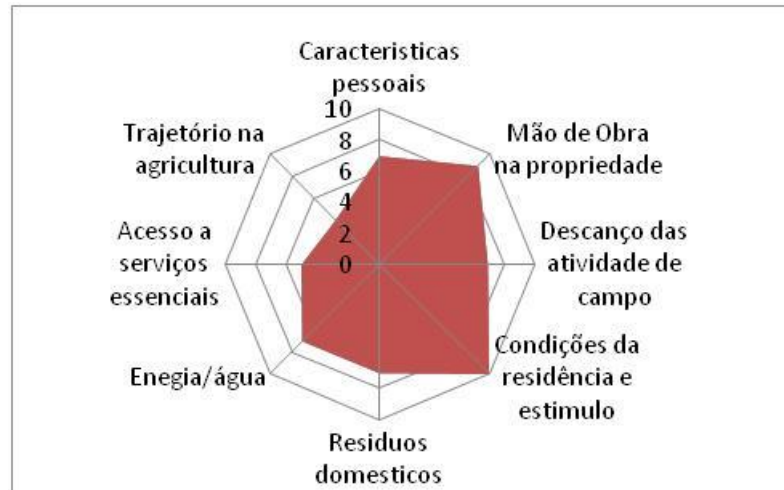 Caracteristicas
pessoais
Mão de Obra
na propriedade
Descanço das
atividade de
campo
Condições da
residência e
estimulo
Residuos
domesticos
Enegia/água
Acesso a
serviços
essenciais
Trajetório na
agricultura
10
8
6
4
2
0